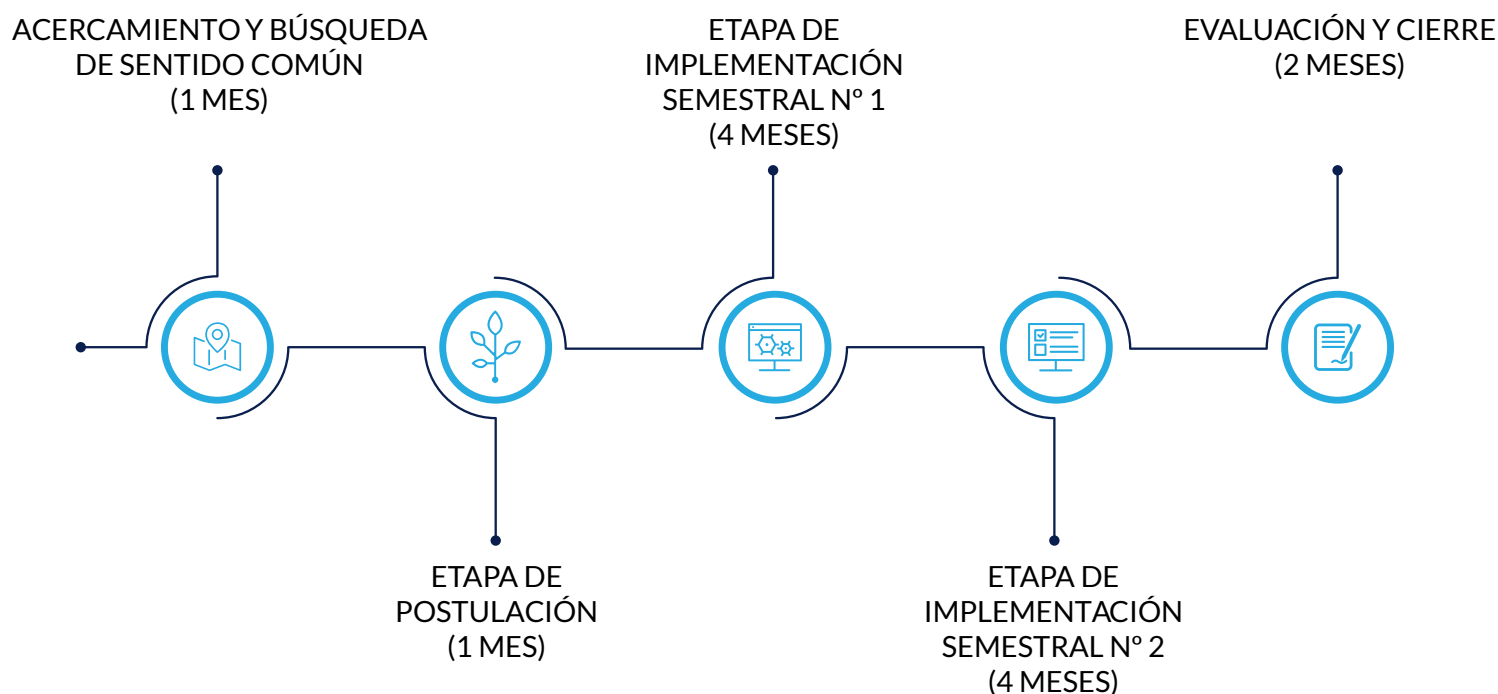 ACERCAMIENTO Y BÚSQUEDA
DE SENTIDO COMÚN
(1 MES)
ETAPA DE
POSTULACIÓN
(1 MES)
ETAPA DE
IMPLEMENTACIÓN
SEMESTRAL Nº 1
(4 MESES)
ETAPA DE
IMPLEMENTACIÓN
SEMESTRAL Nº 2
(4 MESES)
EVALUACIÓN Y CIERRE
(2 MESES)